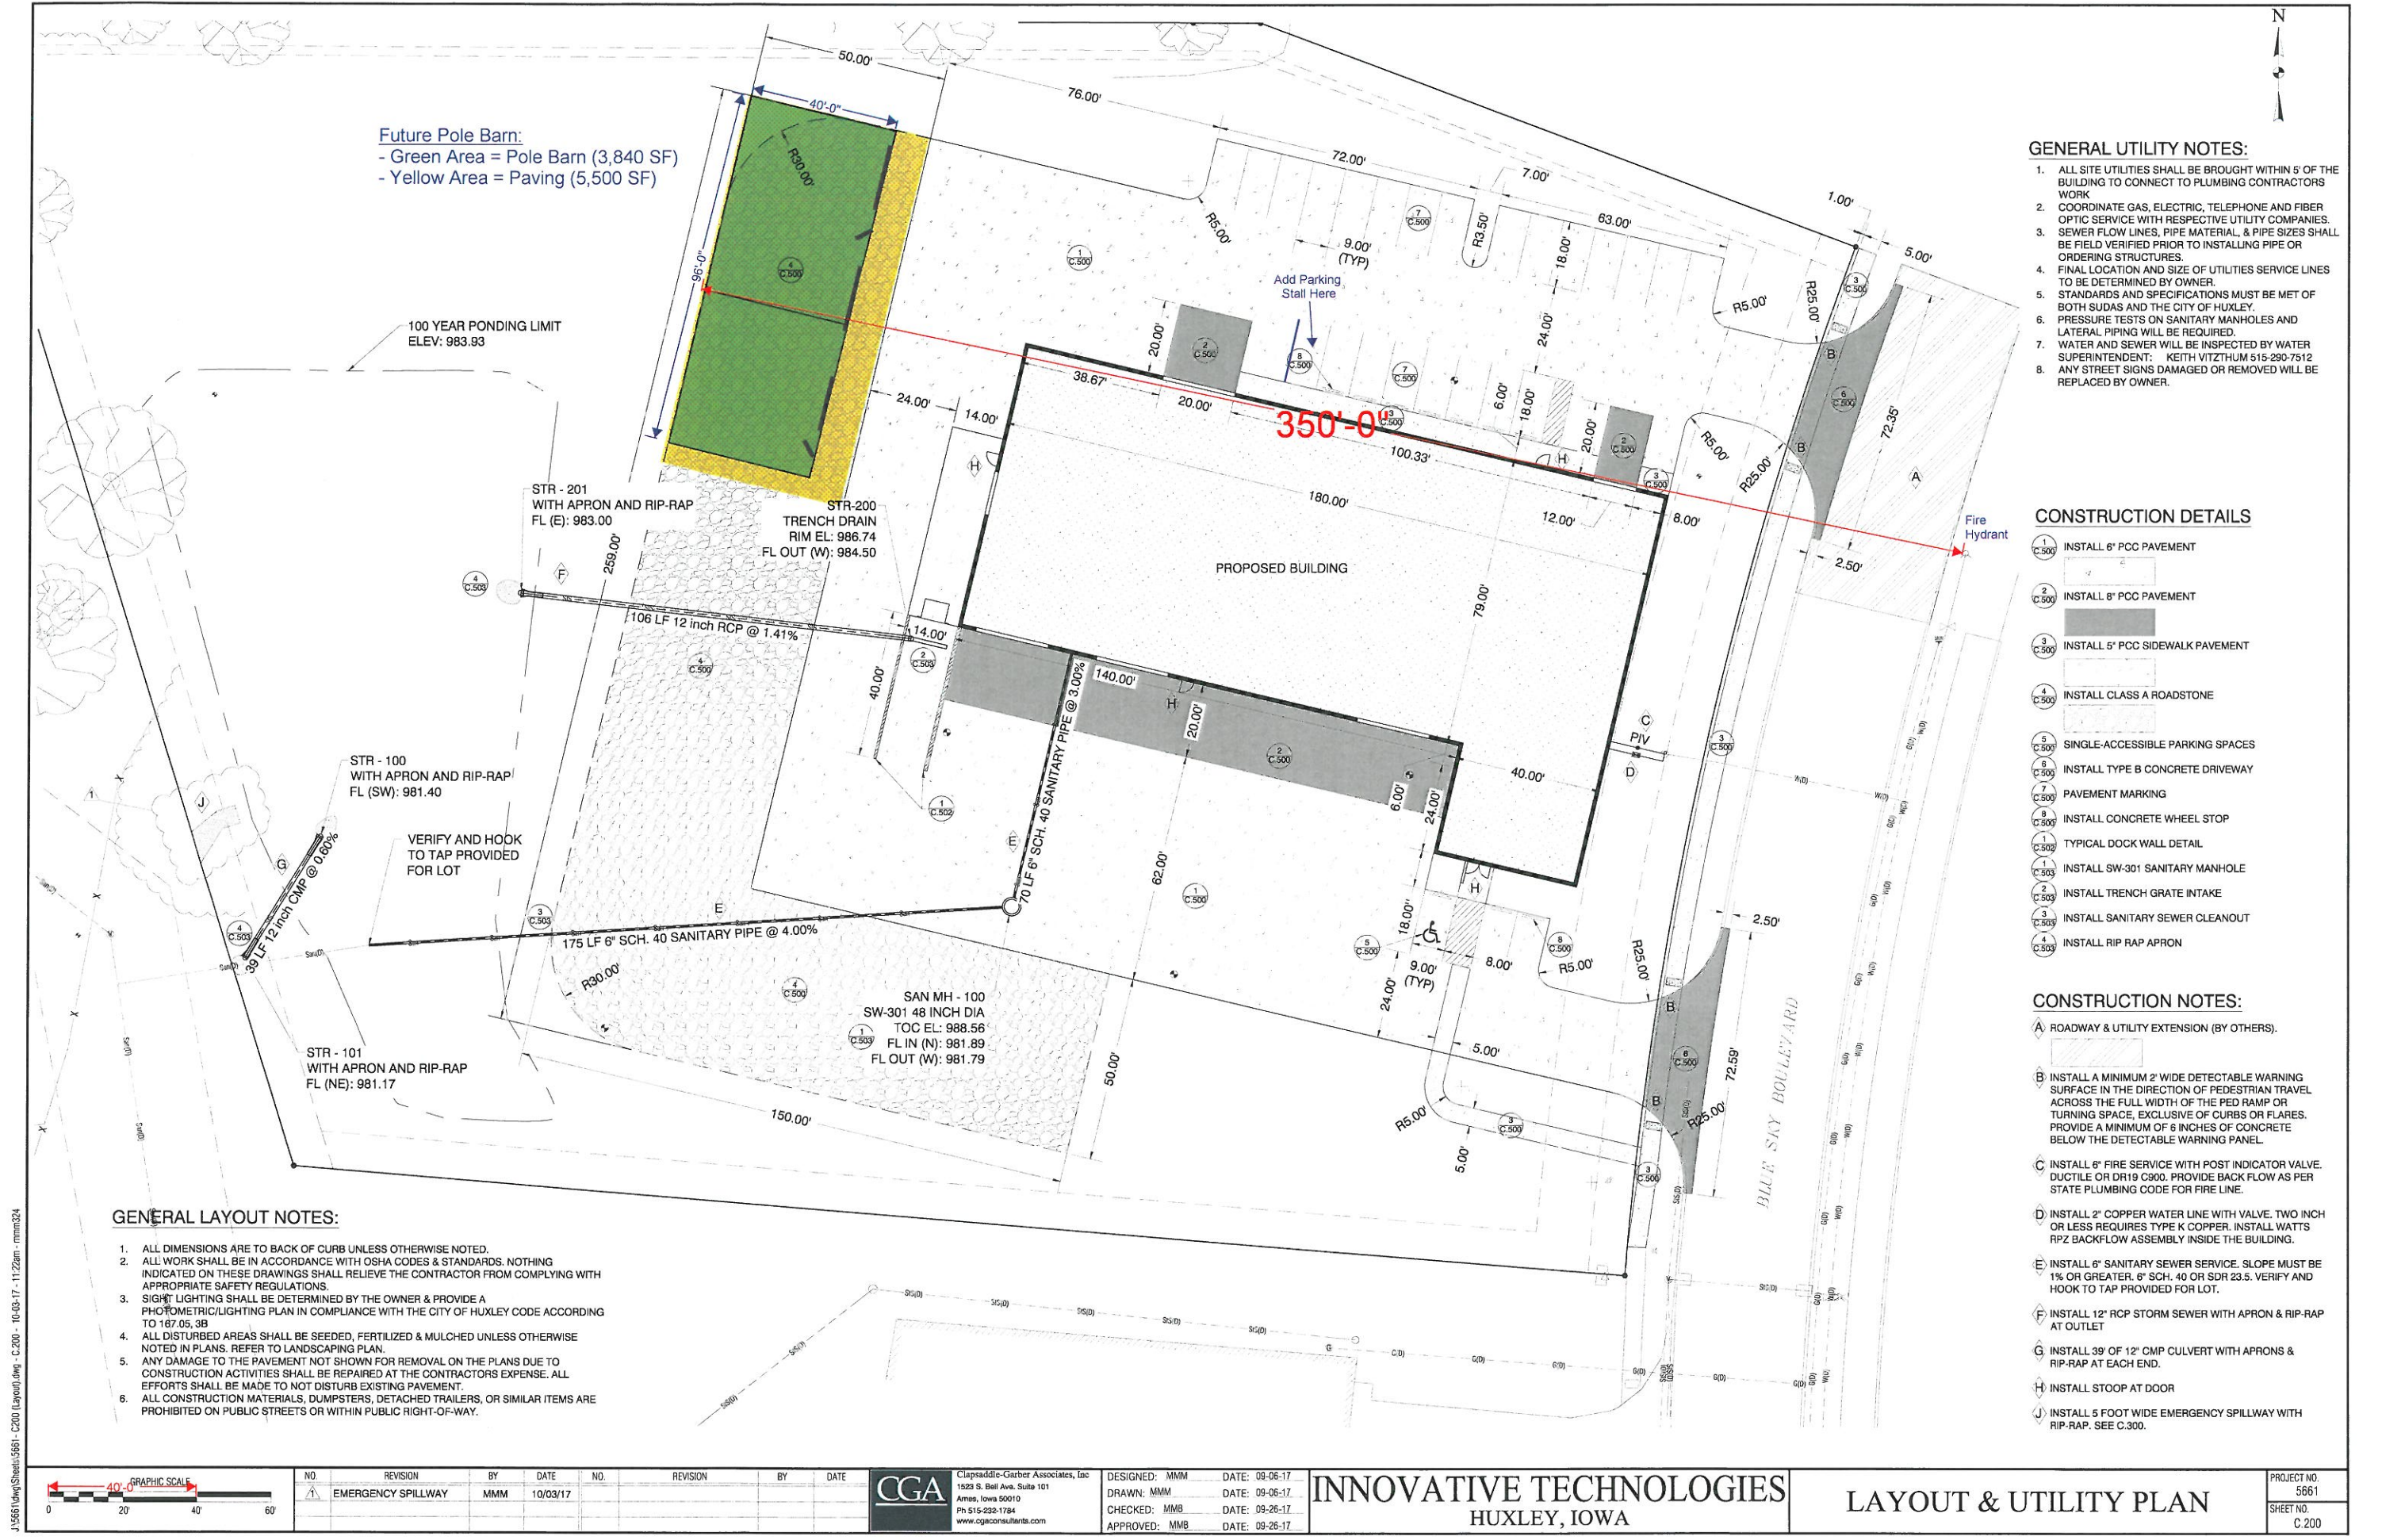 N
Future Pole Barn:
- Green Area = Pole Barn (3,840 SF)
- Yellow Area = Paving (5,500 SF)
50.00'
40'-0"
76.00'
R30.00'
96'-0"
72.00'
7.00'
63.00'
1.00'
5.00'
R5.00'
R3.50'
9.00'
(TYP)
18.00'
R5.00'
R25.00'
Add Parking
Stall Here
24.00'
20.00'
100 YEAR PONDING LIMIT
ELEV: 983.93
38.67'
20.00'
350'-0"
6.00'
18.00'
20.00'
100.33'
R5.00'
R25.00'
72.35'
24.00'
14.00'
180.00'
12.00'
8.00'
2.50'
Fire
Hydrant
STR - 201
WITH APRON AND RIP-RAP
FL (E): 983.00
STR-200
TRENCH DRAIN
RIM EL: 986.74
FL OUT (W): 984.50
259.00'
PROPOSED BUILDING
79.00'
106 LF 12 inch RCP @ 1.41%
14.00'
40.00'
140.00'
20.00'
40.00'
6.00'
24.00'
C
PIV
D
70 LF 6" SCH. 40 SANITARY PIPE @ 3.00%
STR - 100
WITH APRON AND RIP-RAP
FL (SW): 981.40
VERIFY AND HOOK
TO TAP PROVIDED
FOR LOT
39 LF 12 inch CMP @ 0.60%
175 LF 6" SCH. 40 SANITARY PIPE @ 4.00%
62.00'
18.00'
9.00'
(TYP)
8.00'
R5.00'
R25.00'
24.00'
2.50'
R30.00'
SAN MH - 100
SW-301 48 INCH DIA
TOC EL: 988.56
FL IN (N): 981.89
FL OUT (W): 981.79
STR - 101
WITH APRON AND RIP-RAP
FL (NE): 981.17
150.00'
50.00'
5.00'
R5.00'
5.00'
R25.00'
72.59'
BLUE SKY BOULEVARD
GENERAL UTILITY NOTES:
1. ALL SITE UTILITIES SHALL BE BROUGHT WITHIN 5' OF THE
BUILDING TO CONNECT TO PLUMBING CONTRACTORS
WORK
2. COORDINATE GAS, ELECTRIC, TELEPHONE AND FIBER
OPTIC SERVICE WITH RESPECTIVE UTILITY COMPANIES.
3. SEWER FLOW LINES, PIPE MATERIAL, & PIPE SIZES SHALL
BE FIELD VERIFIED PRIOR TO INSTALLING PIPE OR
ORDERING STRUCTURES.
4. FINAL LOCATION AND SIZE OF UTILITIES SERVICE LINES
TO BE DETERMINED BY OWNER.
5. STANDARDS AND SPECIFICATIONS MUST BE MET OF
BOTH SUDAS AND THE CITY OF HUXLEY.
6. PRESSURE TESTS ON SANITARY MANHOLES AND
LATERAL PIPING WILL BE REQUIRED.
7. WATER AND SEWER WILL BE INSPECTED BY WATER
SUPERINTENDENT: KEITH VITZTHUM 515-290-7512
8. ANY STREET SIGNS DAMAGED OR REMOVED WILL BE
REPLACED BY OWNER.
CONSTRUCTION DETAILS
1 C.500 INSTALL 6" PCC PAVEMENT
2 C.500 INSTALL 8" PCC PAVEMENT
3 C.500 INSTALL 5" PCC SIDEWALK PAVEMENT
4 C.500 INSTALL CLASS A ROADSTONE
5 C.500 SINGLE-ACCESSIBLE PARKING SPACES
6 C.500 INSTALL TYPE B CONCRETE DRIVEWAY
7 C.500 PAVEMENT MARKING
8 C.500 INSTALL CONCRETE WHEEL STOP
1 C.502 TYPICAL DOCK WALL DETAIL
1 C.503 INSTALL SW-301 SANITARY MANHOLE
2 C.503 INSTALL TRENCH GRATE INTAKE
3 C.503 INSTALL SANITARY SEWER CLEANOUT
4 C.503 INSTALL RIP RAP APRON
CONSTRUCTION NOTES:
A ROADWAY & UTILITY EXTENSION (BY OTHERS).
B INSTALL A MINIMUM 2' WIDE DETECTABLE WARNING
SURFACE IN THE DIRECTION OF PEDESTRIAN TRAVEL
ACROSS THE FULL WIDTH OF THE PED RAMP OR
TURNING SPACE, EXCLUSIVE OF CURBS OR FLARES.
PROVIDE A MINIMUM OF 6 INCHES OF CONCRETE
BELOW THE DETECTABLE WARNING PANEL.
C INSTALL 6" FIRE SERVICE WITH POST INDICATOR VALVE.
DUCTILE OR DR19 C900. PROVIDE BACK FLOW AS PER
STATE PLUMBING CODE FOR FIRE LINE.
D INSTALL 2" COPPER WATER LINE WITH VALVE. TWO INCH
OR LESS REQUIRES TYPE K COPPER. INSTALL WATTS
RPZ BACKFLOW ASSEMBLY INSIDE THE BUILDING.
E INSTALL 6" SANITARY SEWER SERVICE. SLOPE MUST BE
1% OR GREATER. 6" SCH. 40 OR SDR 23.5. VERIFY AND
HOOK TO TAP PROVIDED FOR LOT.
F INSTALL 12" RCP STORM SEWER WITH APRON & RIP-RAP
AT OUTLET
G INSTALL 39' OF 12" CMP CULVERT WITH APRONS &
RIP-RAP AT EACH END.
H INSTALL STOOP AT DOOR
J INSTALL 5 FOOT WIDE EMERGENCY SPILLWAY WITH
RIP-RAP. SEE C.300.
GENERAL LAYOUT NOTES:
1. ALL DIMENSIONS ARE TO BACK OF CURB UNLESS OTHERWISE NOTED.
2. ALL WORK SHALL BE IN ACCORDANCE WITH OSHA CODES & STANDARDS. NOTHING
INDICATED ON THESE DRAWINGS SHALL RELIEVE THE CONTRACTOR FROM COMPLYING WITH
APPROPRIATE SAFETY REGULATIONS.
3. SIGHT LIGHTING SHALL BE DETERMINED BY THE OWNER & PROVIDE A
PHOTOMETRIC/LIGHTING PLAN IN COMPLIANCE WITH THE CITY OF HUXLEY CODE ACCORDING
TO 167.05, 3B
4. ALL DISTURBED AREAS SHALL BE SEEDED, FERTILIZED & MULCHED UNLESS OTHERWISE
NOTED IN PLANS. REFER TO LANDSCAPING PLAN.
5. ANY DAMAGE TO THE PAVEMENT NOT SHOWN FOR REMOVAL ON THE PLANS DUE TO
CONSTRUCTION ACTIVITIES SHALL BE REPAIRED AT THE CONTRACTORS EXPENSE. ALL
EFFORTS SHALL BE MADE TO NOT DISTURB EXISTING PAVEMENT.
6. ALL CONSTRUCTION MATERIALS, DUMPSTERS, DETACHED TRAILERS, OR SIMILAR ITEMS ARE
PROHIBITED ON PUBLIC STREETS OR WITHIN PUBLIC RIGHT-OF-WAY.
J:\5661\dwg\Sheets\5661- C200 (Layout).dwg - C.200 - 10-03-17 - 11:22am - mmm324
GRAPHIC SCALE
40'-0"
0 20' 40' 60'
NO. REVISION BY DATE NO. REVISION BY DATE
1 EMERGENCY SPILLWAY MMM 10/03/17
CGA
Clapsaddle-Garber Associates, Inc
1523 S. Bell Ave. Suite 101
Ames, Iowa 50010
Ph 515-232-1784
www.cgaconsultants.com
DESIGNED: MMM DATE: 09-06-17
DRAWN: MMM DATE: 09-06-17
CHECKED: MMB DATE: 09-26-17
APPROVED: MMB DATE: 09-26-17
INNOVATIVE TECHNOLOGIES
HUXLEY, IOWA
LAYOUT & UTILITY PLAN
PROJECT NO.
5661
SHEET NO.
C.200